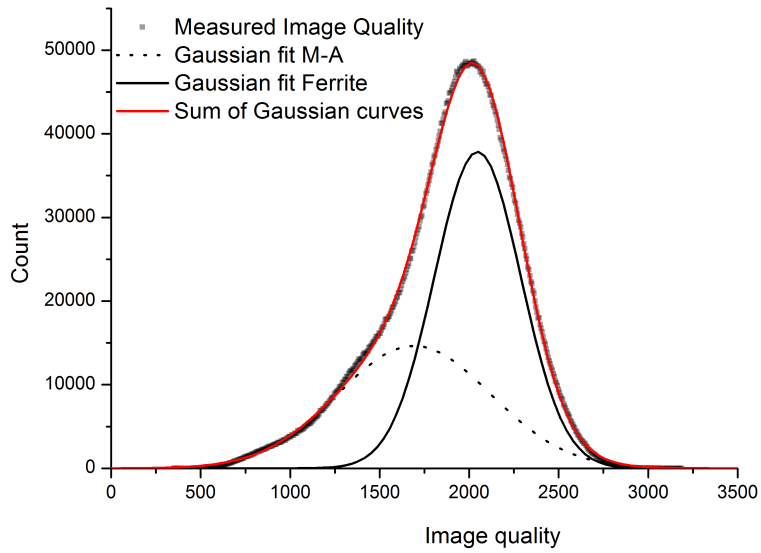 Measured Image Quality
Gaussian fit M-A
Gaussian fit Ferrite
Sum of Gaussian curves
50000
40000
30000
20000
10000
0
Count
0 500 1000 1500 2000 2500 3000 3500
Image quality